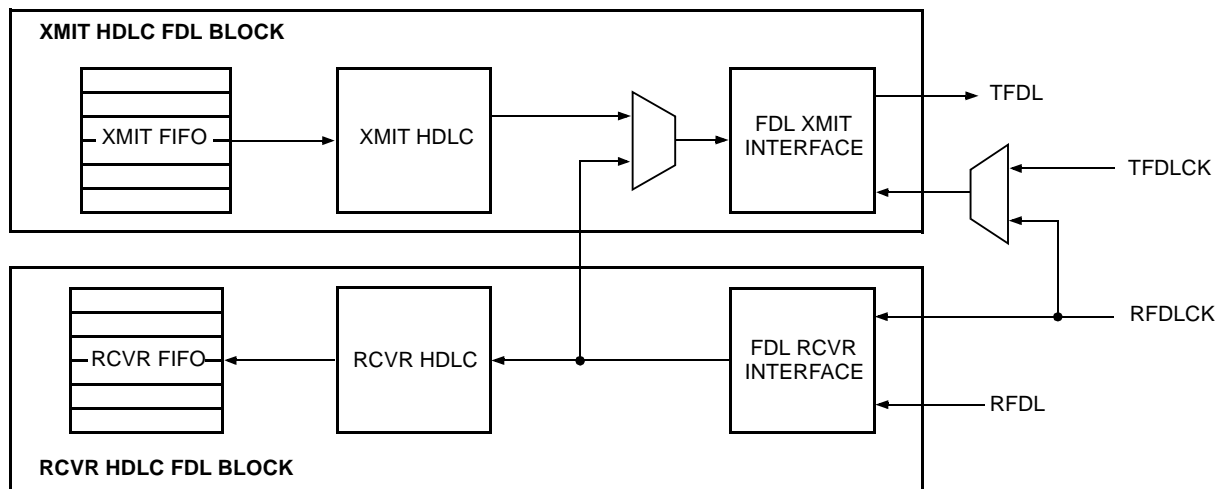 XMIT HDLC FDL BLOCK
XMIT FIFO
XMIT HDLC
FDL XMIT
INTERFACE
TFDL
TFDLCK
RFDLCK
RCVR FIFO
RCVR HDLC
FDL RCVR
INTERFACE
RFDL
RCVR HDLC FDL BLOCK